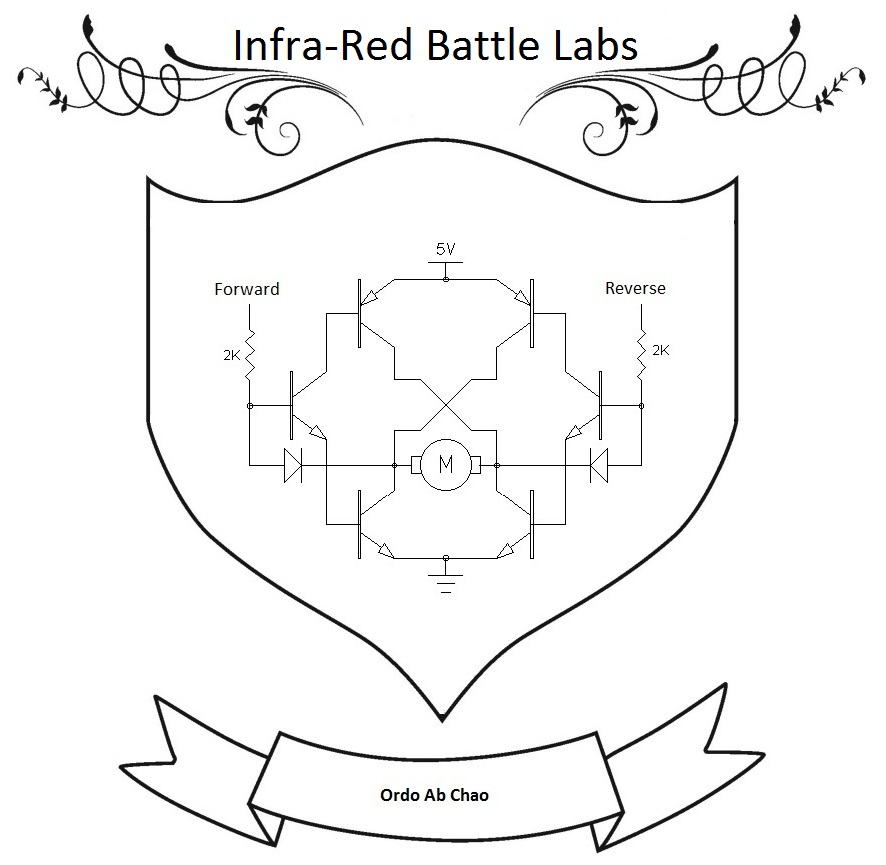 Infra-Red Battle Labs
5V
Forward
Reverse
2K
2K
M
Ordo Ab Chao